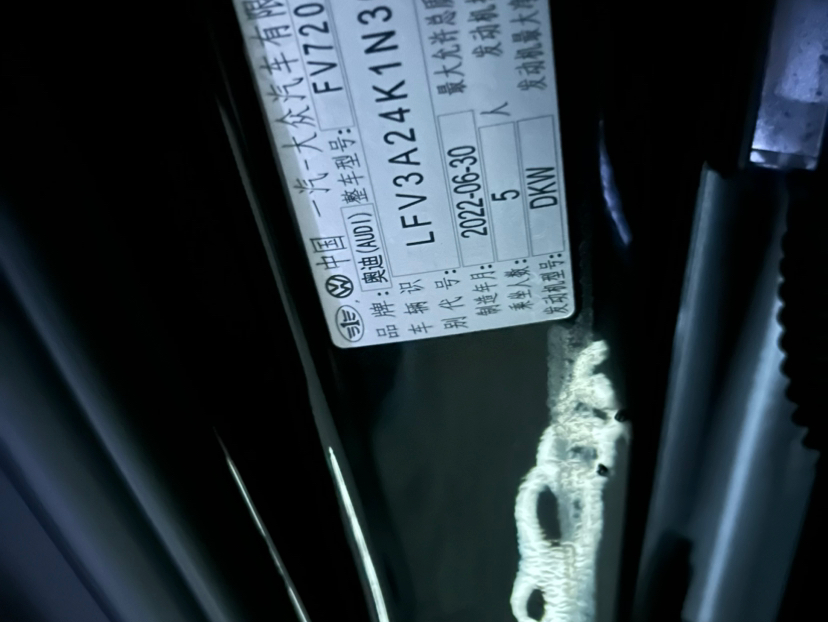 中国 一汽-大众汽车有限
品牌: 奥迪(AUDI) 整车型号: FV720
车辆识别代号: LFV3A24K1N3
制造年月: 2022-06-30 最大允许总
乘坐人数: 5 人 发动机
发动机型号: DKW 发动机最大